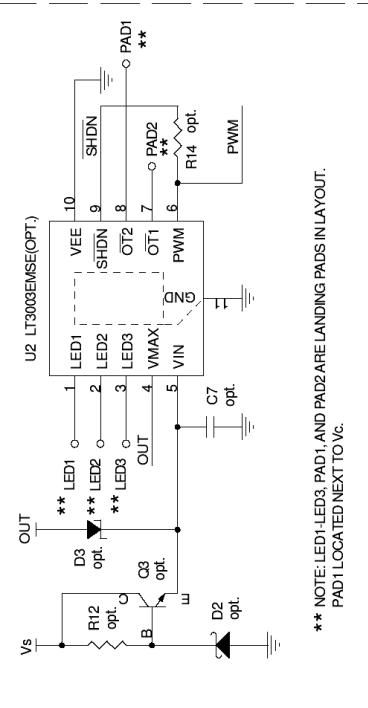 U2 LT3003EMSE(OPT.)
** LED1
1
LED1
** LED2
2
LED2
** LED3
3
LED3
OUT
4
VMAX
5
VIN
VEE
10
SHDN
9
SHDN
OT2
8
PAD1
**
OT1
7
PAD2
**
PWM
6
R14
opt.
PWM
GND
11
OUT
D3
opt.
C7
opt.
Vs
R12
opt.
C
B
E
Q3
opt.
D2
opt.
** NOTE: LED1-LED3, PAD1, AND PAD2 ARE LANDING PADS IN LAYOUT.
PAD1 LOCATED NEXT TO Vc.